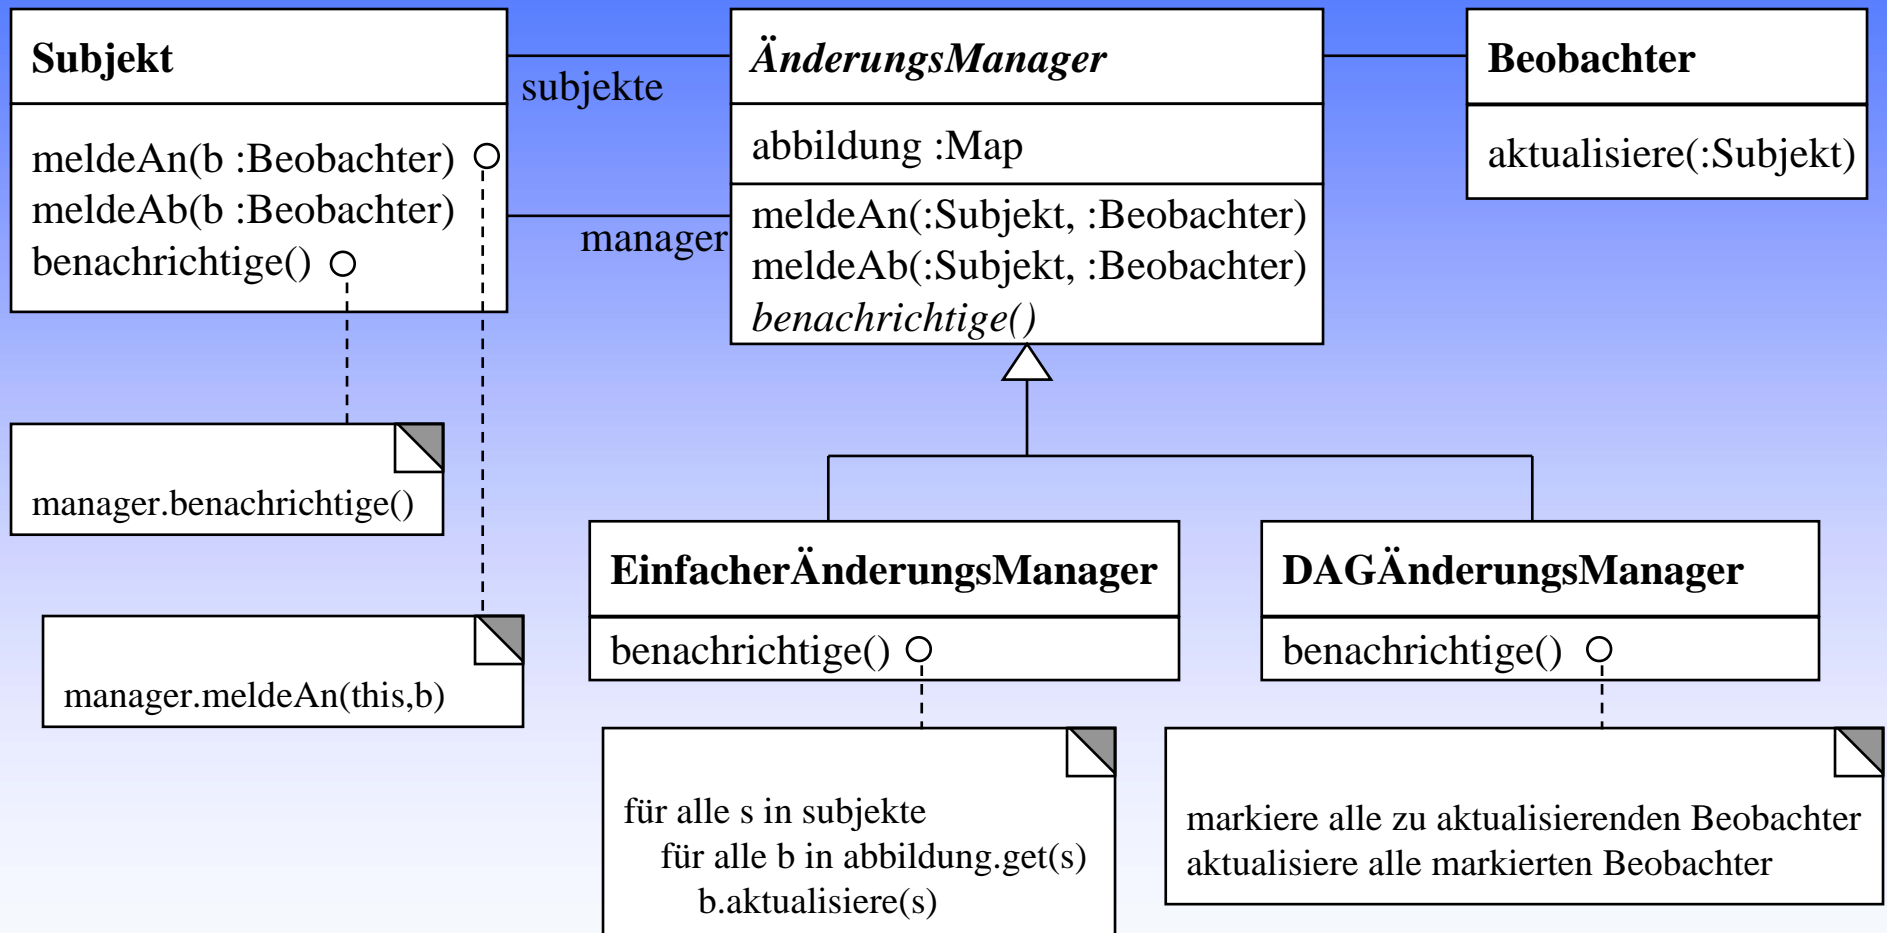 Subjekt
meldeAn(b :Beobachter)
meldeAb(b :Beobachter)
benachrichtige()
subjekte
manager
ÄnderungsManager
abbildung :Map
meldeAn(:Subjekt, :Beobachter)
meldeAb(:Subjekt, :Beobachter)
benachrichtige()
Beobachter
aktualisiere(:Subjekt)
manager.benachrichtige()
manager.meldeAn(this,b)
EinfacherÄnderungsManager
benachrichtige()
DAGÄnderungsManager
benachrichtige()
für alle s in subjekte
für alle b in abbildung.get(s)
b.aktualisiere(s)
markiere alle zu aktualisierenden Beobachter
aktualisiere alle markierten Beobachter